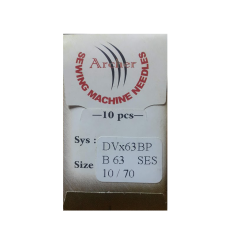 Archer
SEWING MACHINE NEEDLES
—10 pcs—
Sys : DVx63BP
B 63 SES
Size 10 / 70